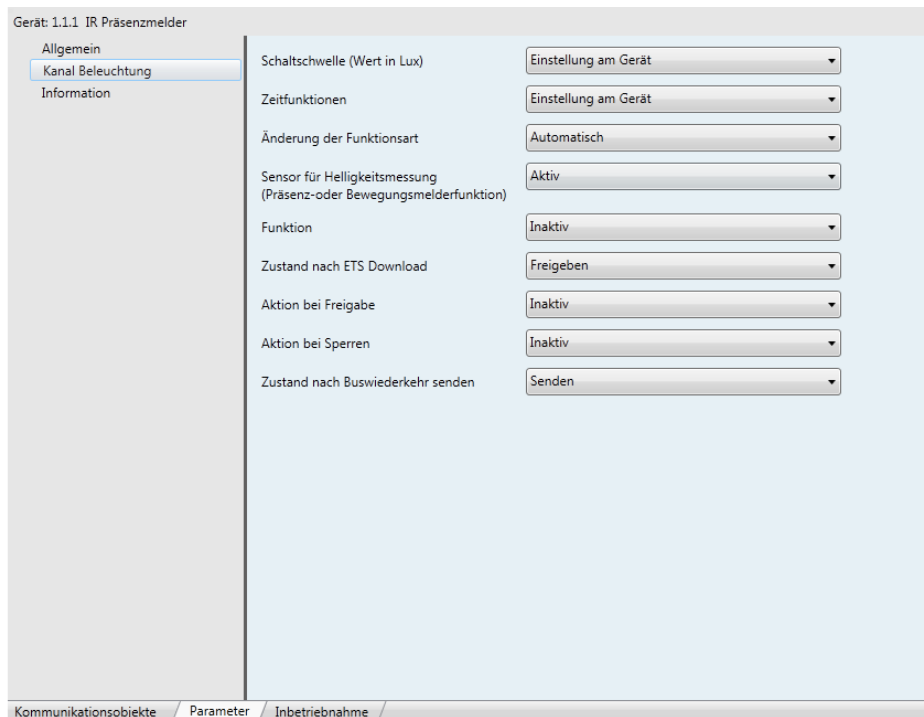 Gerät: 1.1.1 IR Präsenzmelder
Allgemein
Kanal Beleuchtung
Information
Schaltschwelle (Wert in Lux) Einstellung am Gerät
Zeitfunktionen Einstellung am Gerät
Änderung der Funktionsart Automatisch
Sensor für Helligkeitsmessung Aktiv
(Präsenz-oder Bewegungsmelderfunktion)
Funktion Inaktiv
Zustand nach ETS Download Freigeben
Aktion bei Freigabe Inaktiv
Aktion bei Sperren Inaktiv
Zustand nach Buswiederkehr senden Senden
Kommunikationsobjekte Parameter Inbetriebnahme